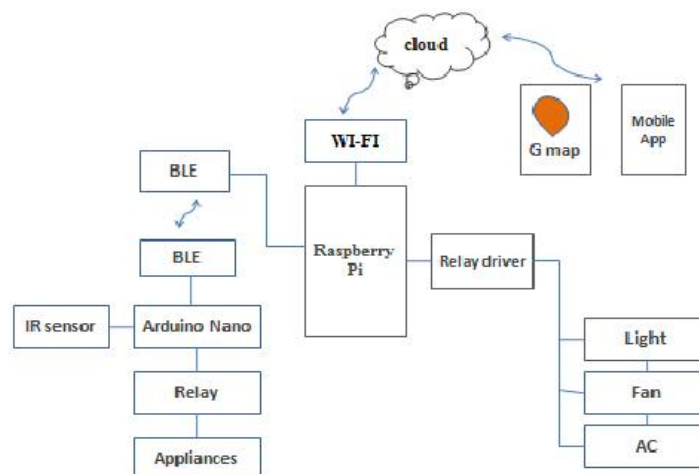 cloud
WI-FI
G map
Mobile
App
BLE
BLE
Raspberry
Pi
Relay driver
IR sensor
Arduino Nano
Light
Relay
Fan
Appliances
AC